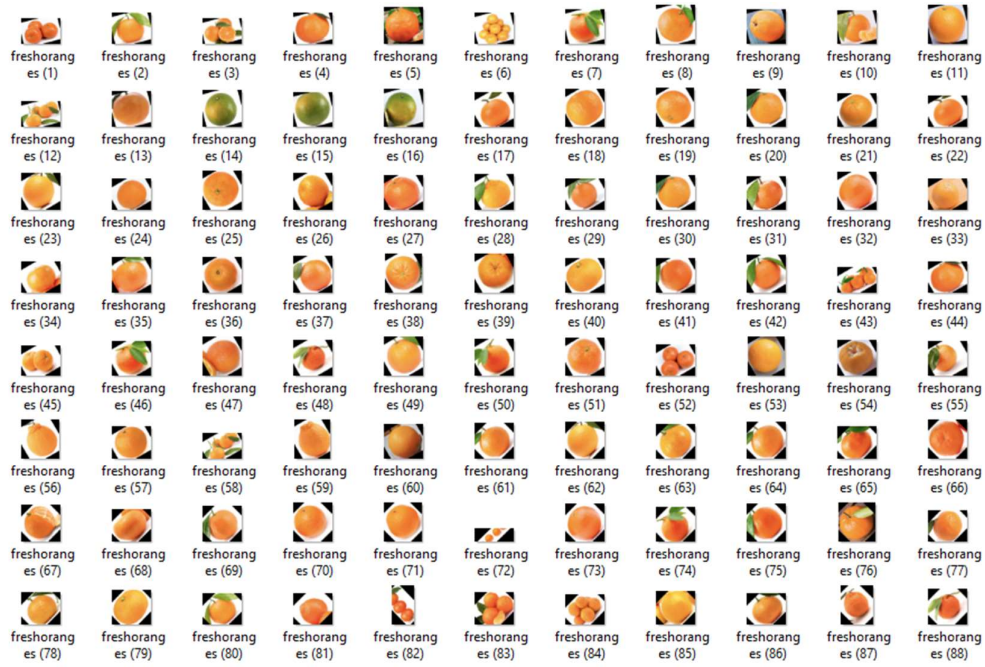 freshorang freshorang freshorang freshorang freshorang freshorang freshorang freshorang freshorang freshorang freshorang
es (1) es (2) es (3) es (4) es (5) es (6) es (7) es (8) es (9) es (10) es (11)
freshorang freshorang freshorang freshorang freshorang freshorang freshorang freshorang freshorang freshorang freshorang
es (12) es (13) es (14) es (15) es (16) es (17) es (18) es (19) es (20) es (21) es (22)
freshorang freshorang freshorang freshorang freshorang freshorang freshorang freshorang freshorang freshorang freshorang
es (23) es (24) es (25) es (26) es (27) es (28) es (29) es (30) es (31) es (32) es (33)
freshorang freshorang freshorang freshorang freshorang freshorang freshorang freshorang freshorang freshorang freshorang
es (34) es (35) es (36) es (37) es (38) es (39) es (40) es (41) es (42) es (43) es (44)
freshorang freshorang freshorang freshorang freshorang freshorang freshorang freshorang freshorang freshorang freshorang
es (45) es (46) es (47) es (48) es (49) es (50) es (51) es (52) es (53) es (54) es (55)
freshorang freshorang freshorang freshorang freshorang freshorang freshorang freshorang freshorang freshorang freshorang
es (56) es (57) es (58) es (59) es (60) es (61) es (62) es (63) es (64) es (65) es (66)
freshorang freshorang freshorang freshorang freshorang freshorang freshorang freshorang freshorang freshorang freshorang
es (67) es (68) es (69) es (70) es (71) es (72) es (73) es (74) es (75) es (76) es (77)
freshorang freshorang freshorang freshorang freshorang freshorang freshorang freshorang freshorang freshorang freshorang
es (78) es (79) es (80) es (81) es (82) es (83) es (84) es (85) es (86) es (87) es (88)